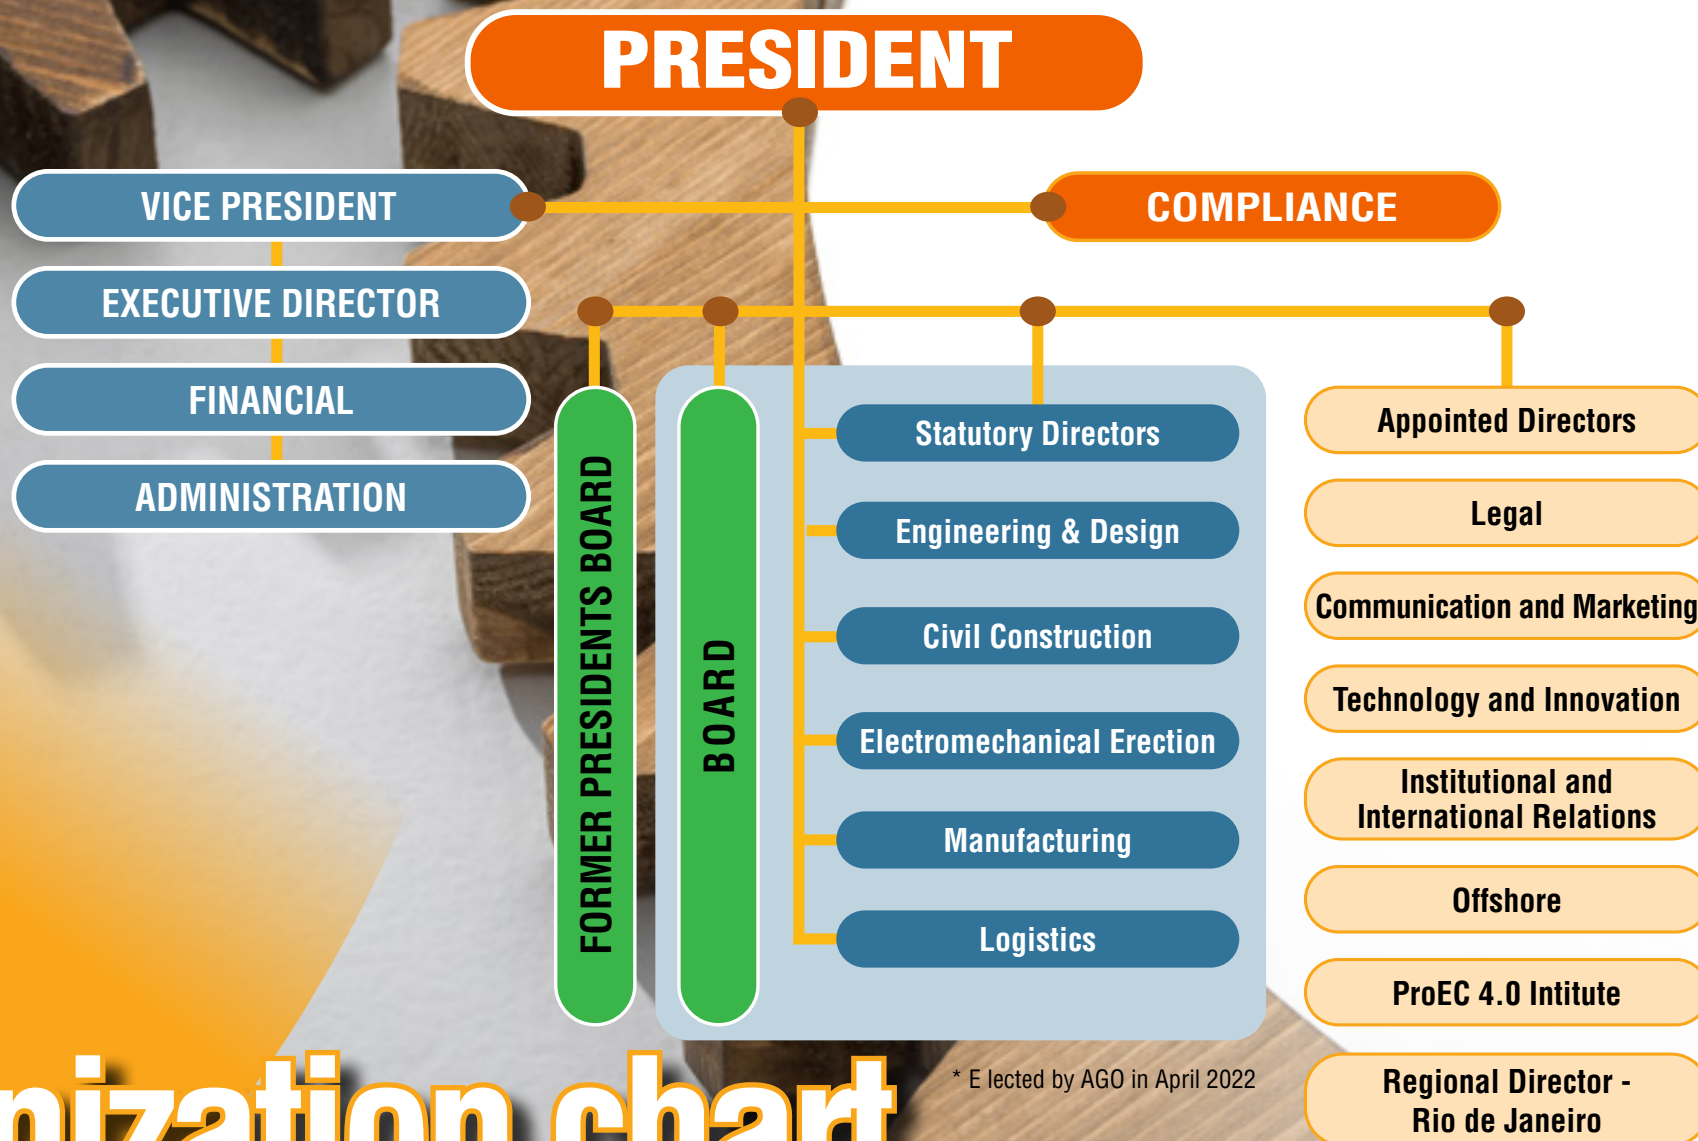 PRESIDENT
VICE PRESIDENT
COMPLIANCE
EXECUTIVE DIRECTOR
FINANCIAL
ADMINISTRATION
FORMER PRESIDENTS BOARD
BOARD
Statutory Directors
Engineering & Design
Civil Construction
Electromechanical Erection
Manufacturing
Logistics
Appointed Directors
Legal
Communication and Marketing
Technology and Innovation
Institutional and
International Relations
Offshore
ProEC 4.0 Intitute
Regional Director -
Rio de Janeiro
* E lected by AGO in April 2022
nization chart